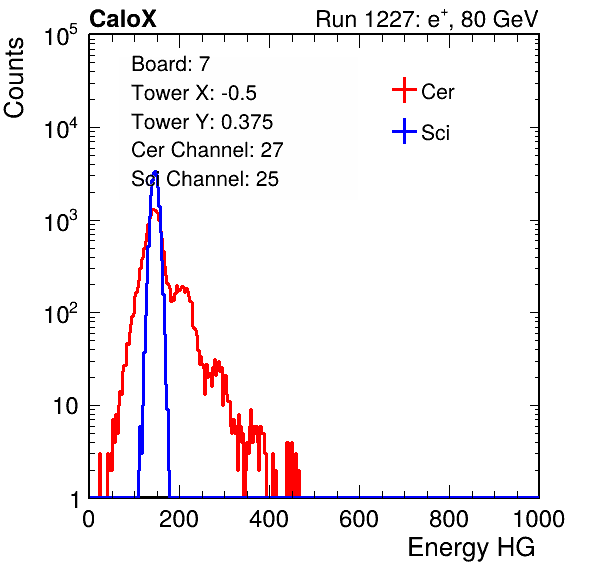 CaloX Run 1227: e⁺, 80 GeV
Counts
10⁵
10⁴
10³
10²
10
1
Board: 7
Tower X: -0.5
Tower Y: 0.375
Cer Channel: 27
Sci Channel: 25
Cer
Sci
0 200 400 600 800 1000
Energy HG